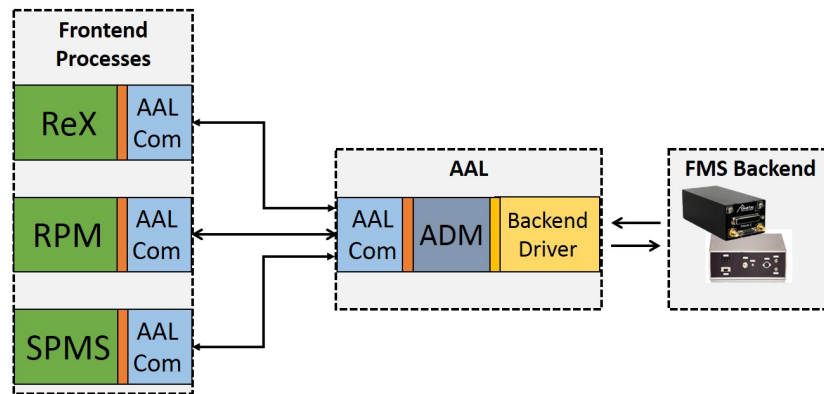 Frontend
Processes
ReX
AAL
Com
RPM
AAL
Com
SPMS
AAL
Com
AAL
AAL
Com
ADM
Backend
Driver
FMS Backend